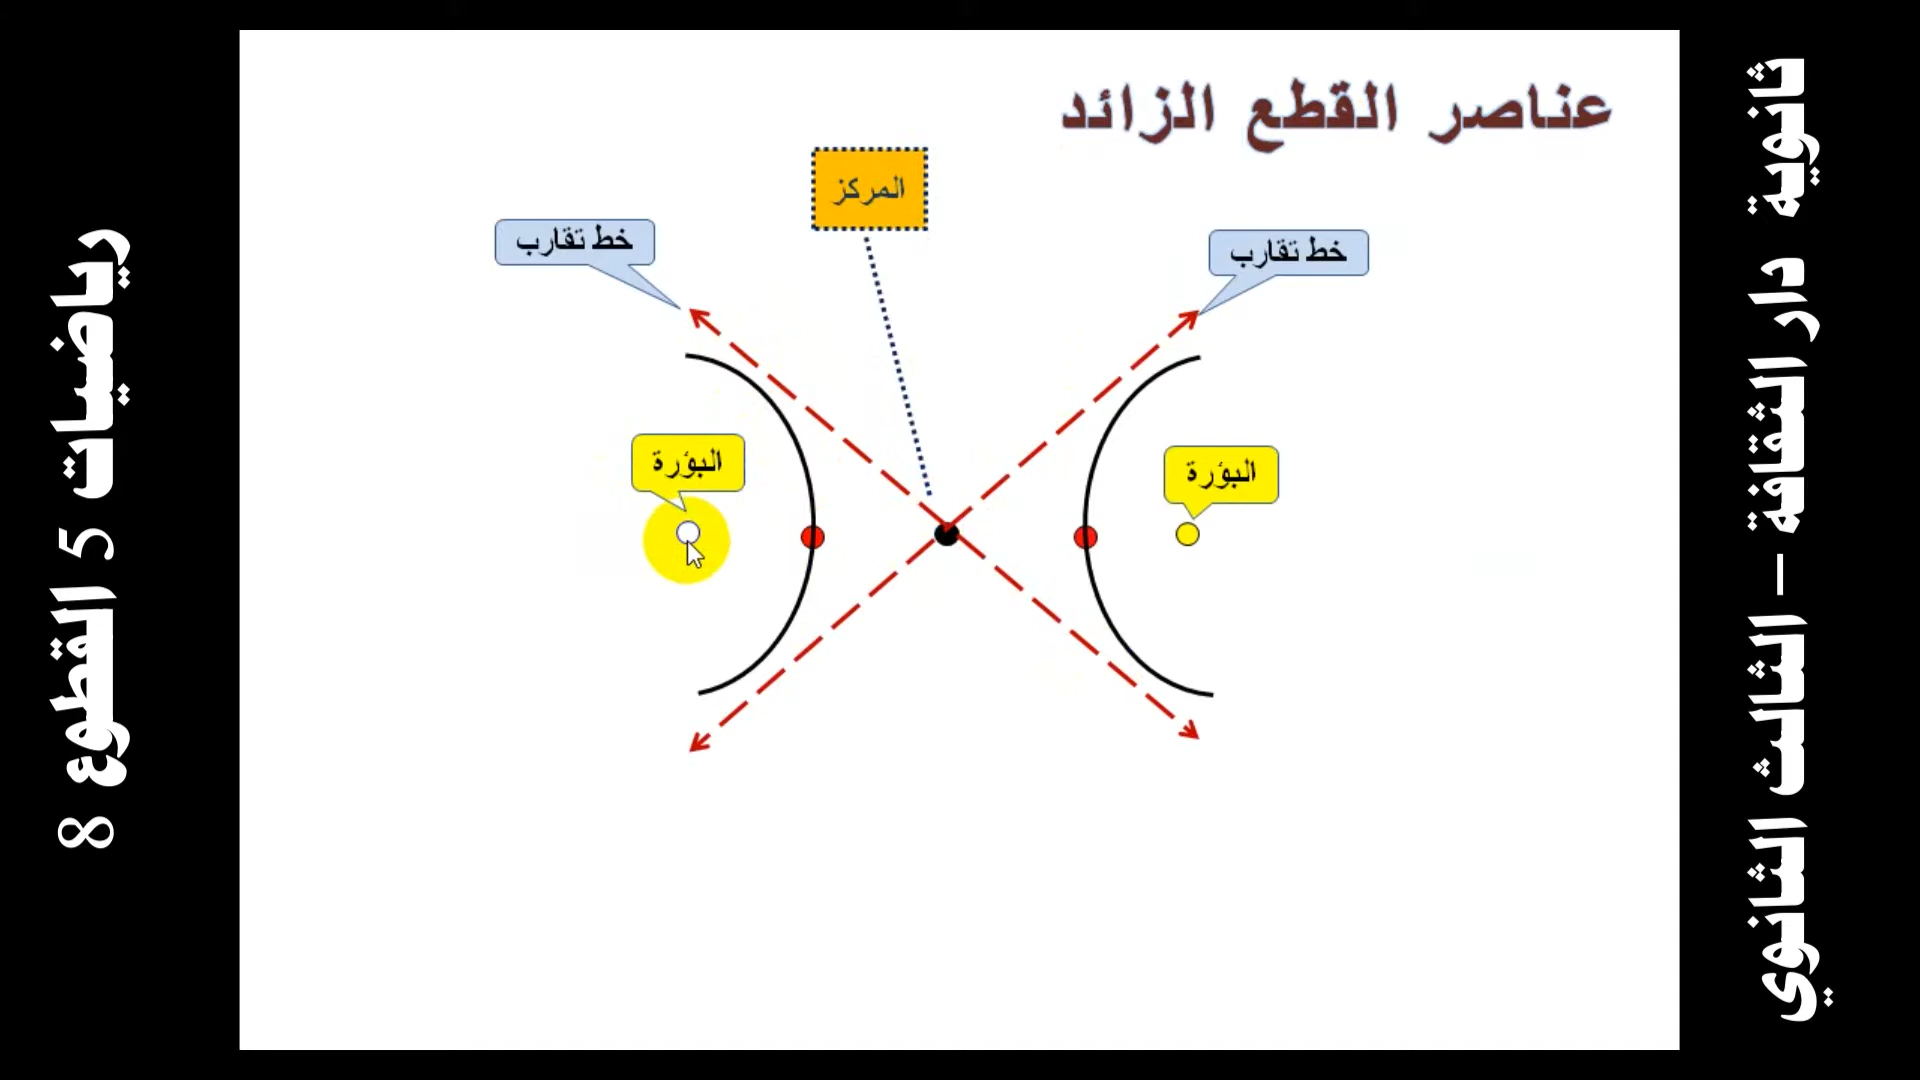 عناصر القطع الزائد
المركز
خط تقارب
خط تقارب
البؤرة
البؤرة
ثانوية دار الثقافة – الثالث الثانوي
رياضيات 5 القطوع 8